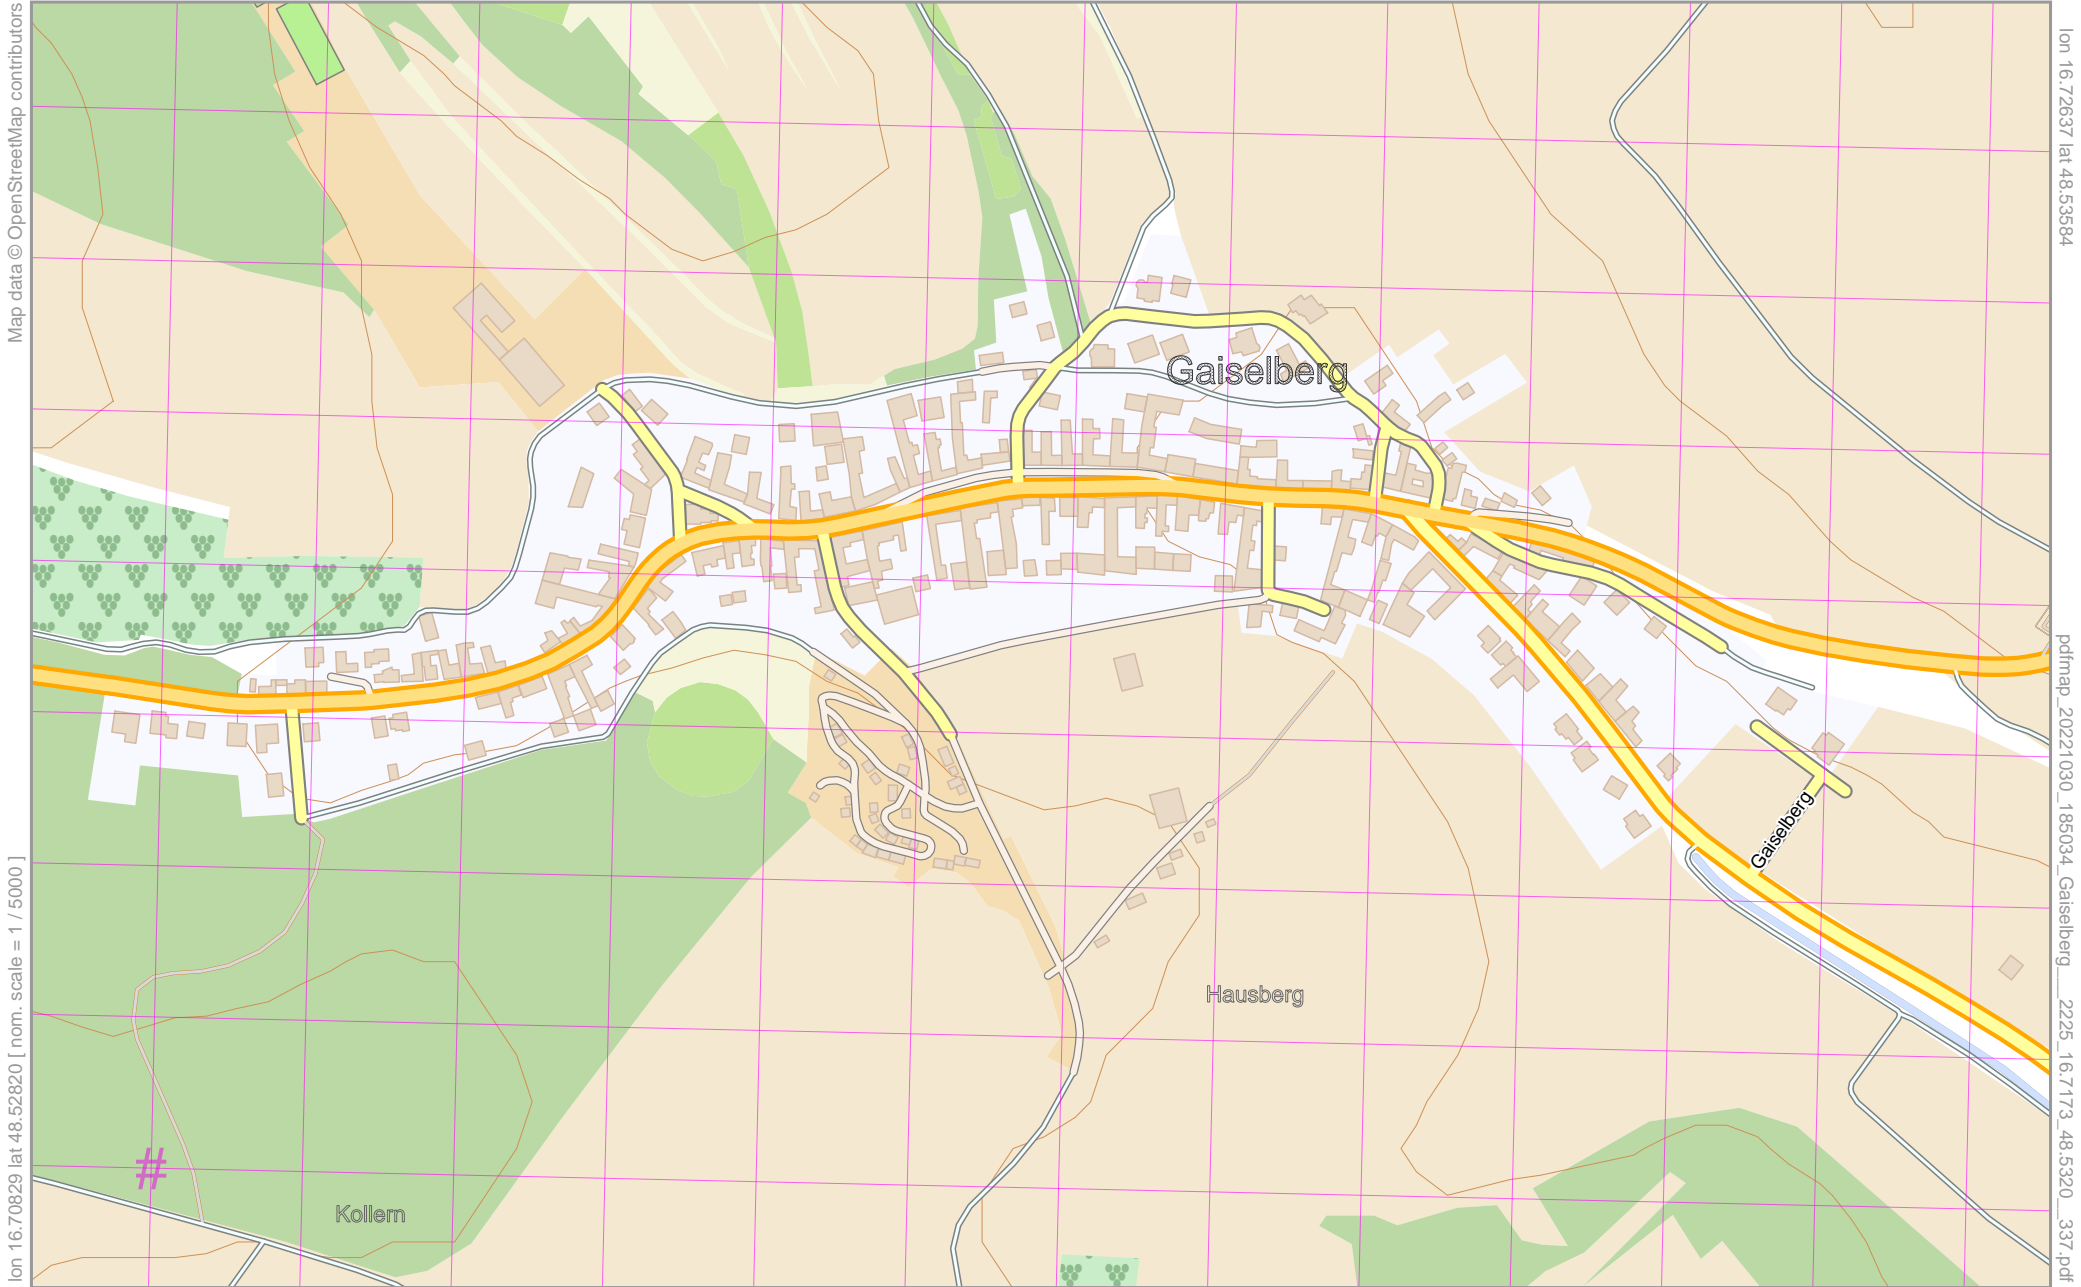 Map data © OpenStreetMap contributors
lon 16.70829 lat 48.52820 [ nom. scale = 1 / 5000 ]
Gaiselberg
Gaiselberg
Hausberg
Kollern
#
lon 16.72637 lat 48.53584
pdfmap_20221030_185034_Gaiselberg___2225_16.7173_48.5320__337.pdf